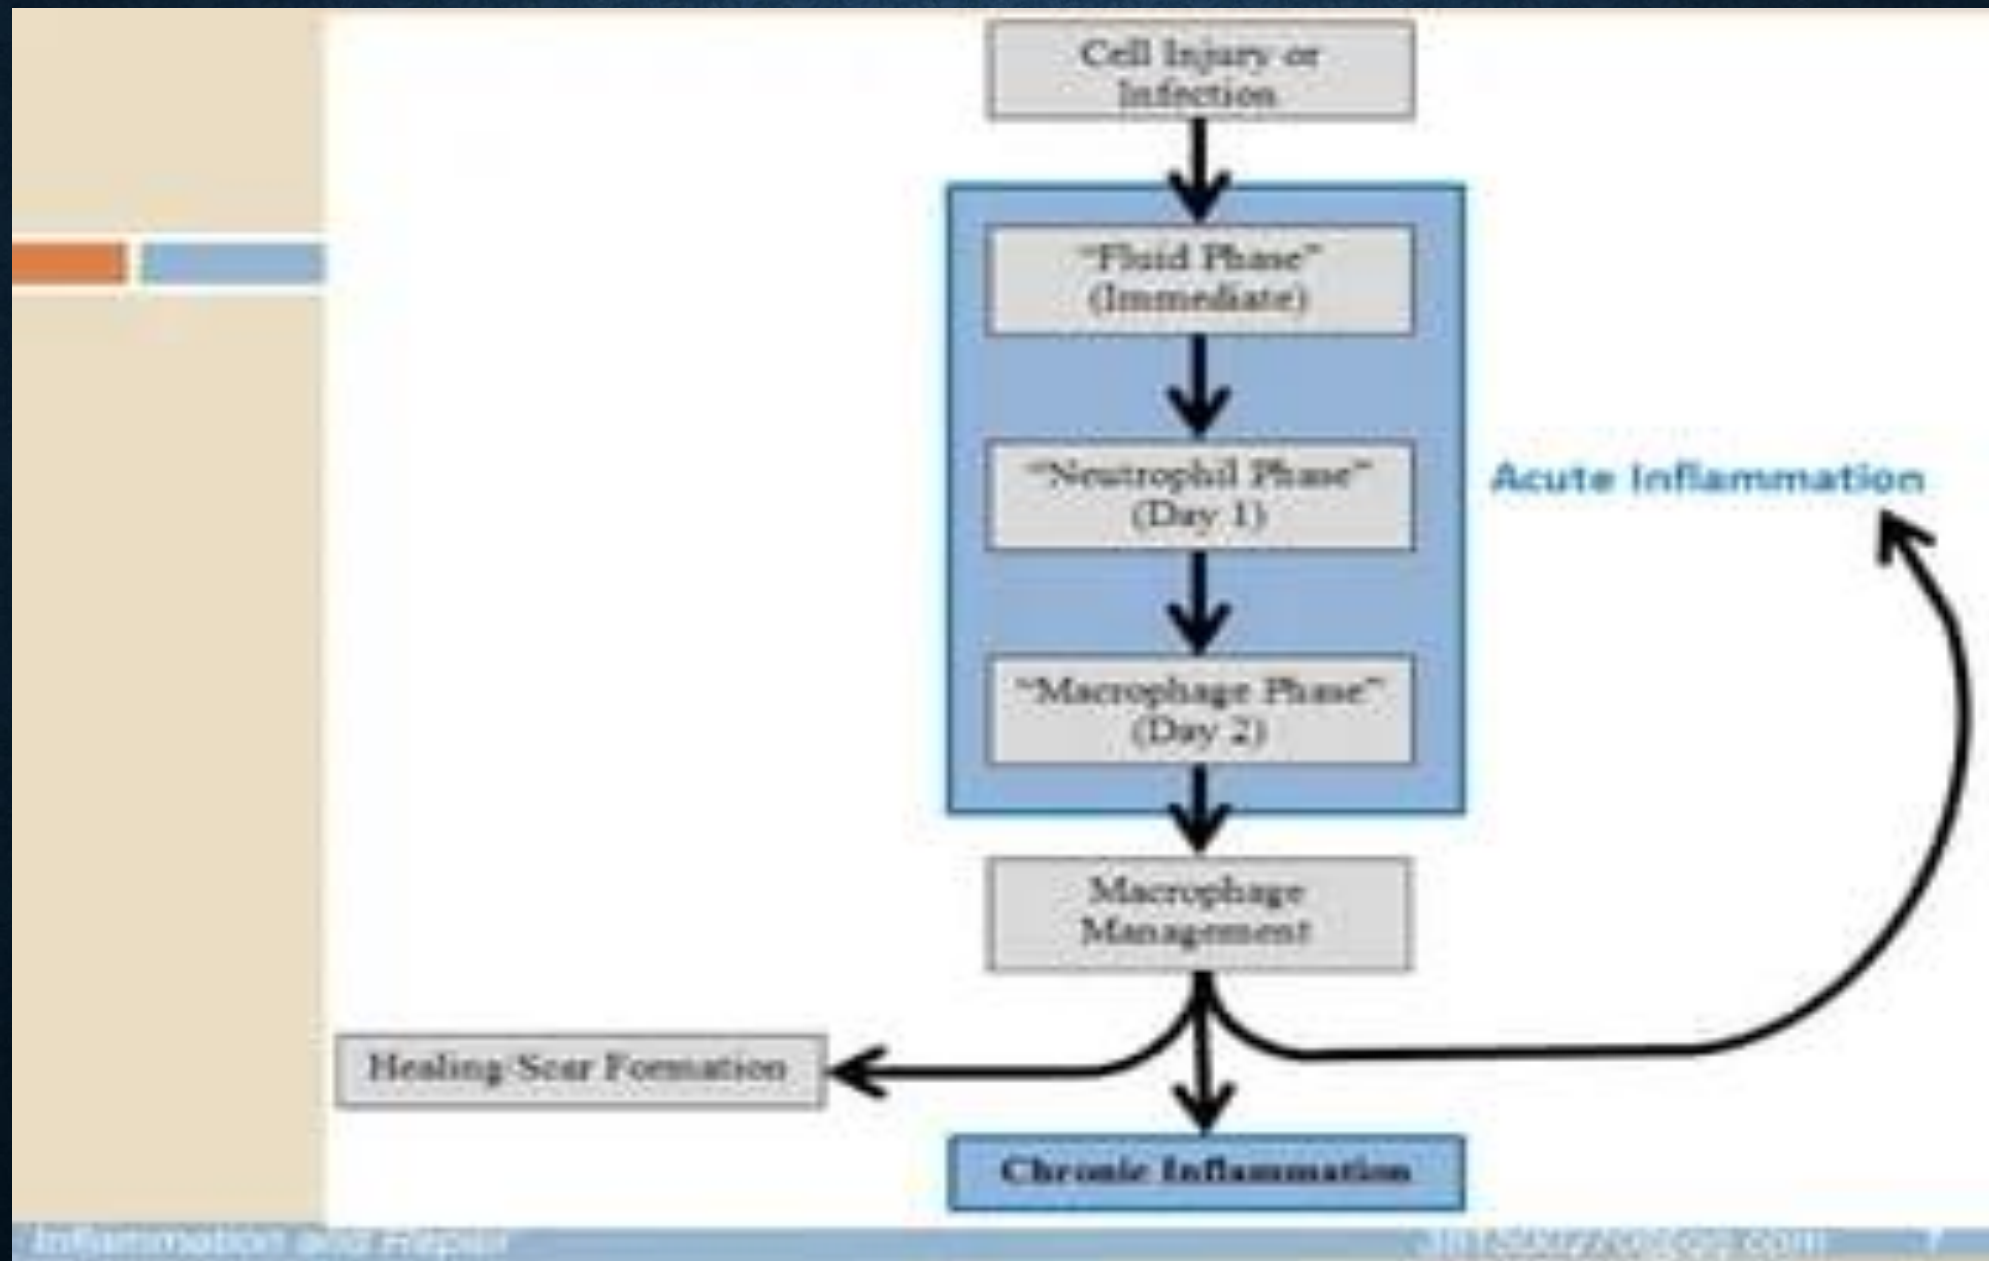 Cell Injury or
Infection
"Fluid Phase"
(Immediate)
"Neutrophil Phase"
(Day 1)
Acute Inflammation
"Macrophage Phase"
(Day 2)
Macrophage
Management
Healing/Scar Formation
Chronic Inflammation
Inflammation and Repair